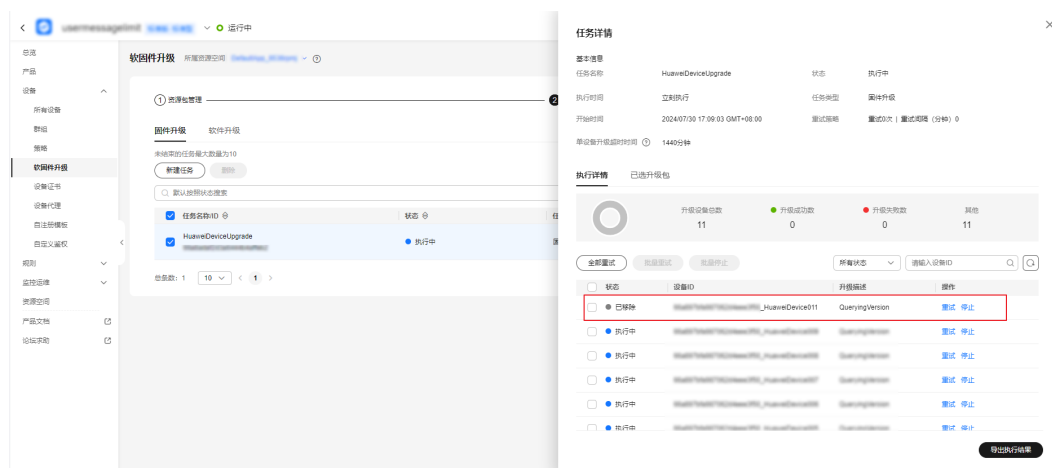 usermessagelimit 运行中
总览
产品
设备
所有设备
群组
策略
软固件升级
设备证书
设备代理
自注册模板
自定义鉴权
规则
监控运维
资源空间
产品文档
论坛求助
软固件升级 所属资源空间
1 资源包管理 2
固件升级 软件升级
未结束的任务最大数量为10
新建任务 删除
默认按照状态搜索
任务名称/ID 状态
HuaweiDeviceUpgrade 执行中
总条数: 1 10 < 1 >
任务详情
基本信息
任务名称 HuaweiDeviceUpgrade 状态 执行中
执行时间 立刻执行 任务类型 固件升级
开始时间 2024/07/30 17:09:03 GMT+08:00 重试策略 重试0次 | 重试间隔（分钟）0
单设备升级超时时间 1440分钟
执行详情 已选升级包
升级设备总数 升级成功数 升级失败数 其他
11 0 0 11
全部重试 批量重试 批量停止 所有状态 请输入设备ID
状态 设备ID 升级描述 操作
已移除 _HuaweiDevice011 QueryingVersion 重试 停止
执行中 重试 停止
执行中 重试 停止
执行中 重试 停止
执行中 重试 停止
执行中 重试 停止
导出执行结果